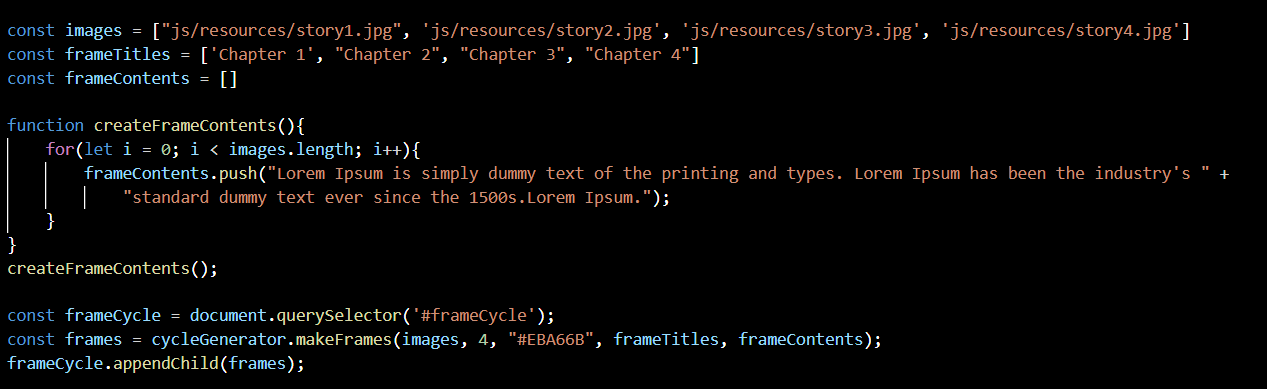 const images = ["js/resources/story1.jpg", 'js/resources/story2.jpg', 'js/resources/story3.jpg', 'js/resources/story4.jpg']
const frameTitles = ['Chapter 1', "Chapter 2", "Chapter 3", "Chapter 4"]
const frameContents = []

function createFrameContents(){
    for(let i = 0; i < images.length; i++){
        frameContents.push("Lorem Ipsum is simply dummy text of the printing and types. Lorem Ipsum has been the industry's " +
            "standard dummy text ever since the 1500s.Lorem Ipsum.");
    }
}
createFrameContents();

const frameCycle = document.querySelector('#frameCycle');
const frames = cycleGenerator.makeFrames(images, 4, "#EBA66B", frameTitles, frameContents);
frameCycle.appendChild(frames);